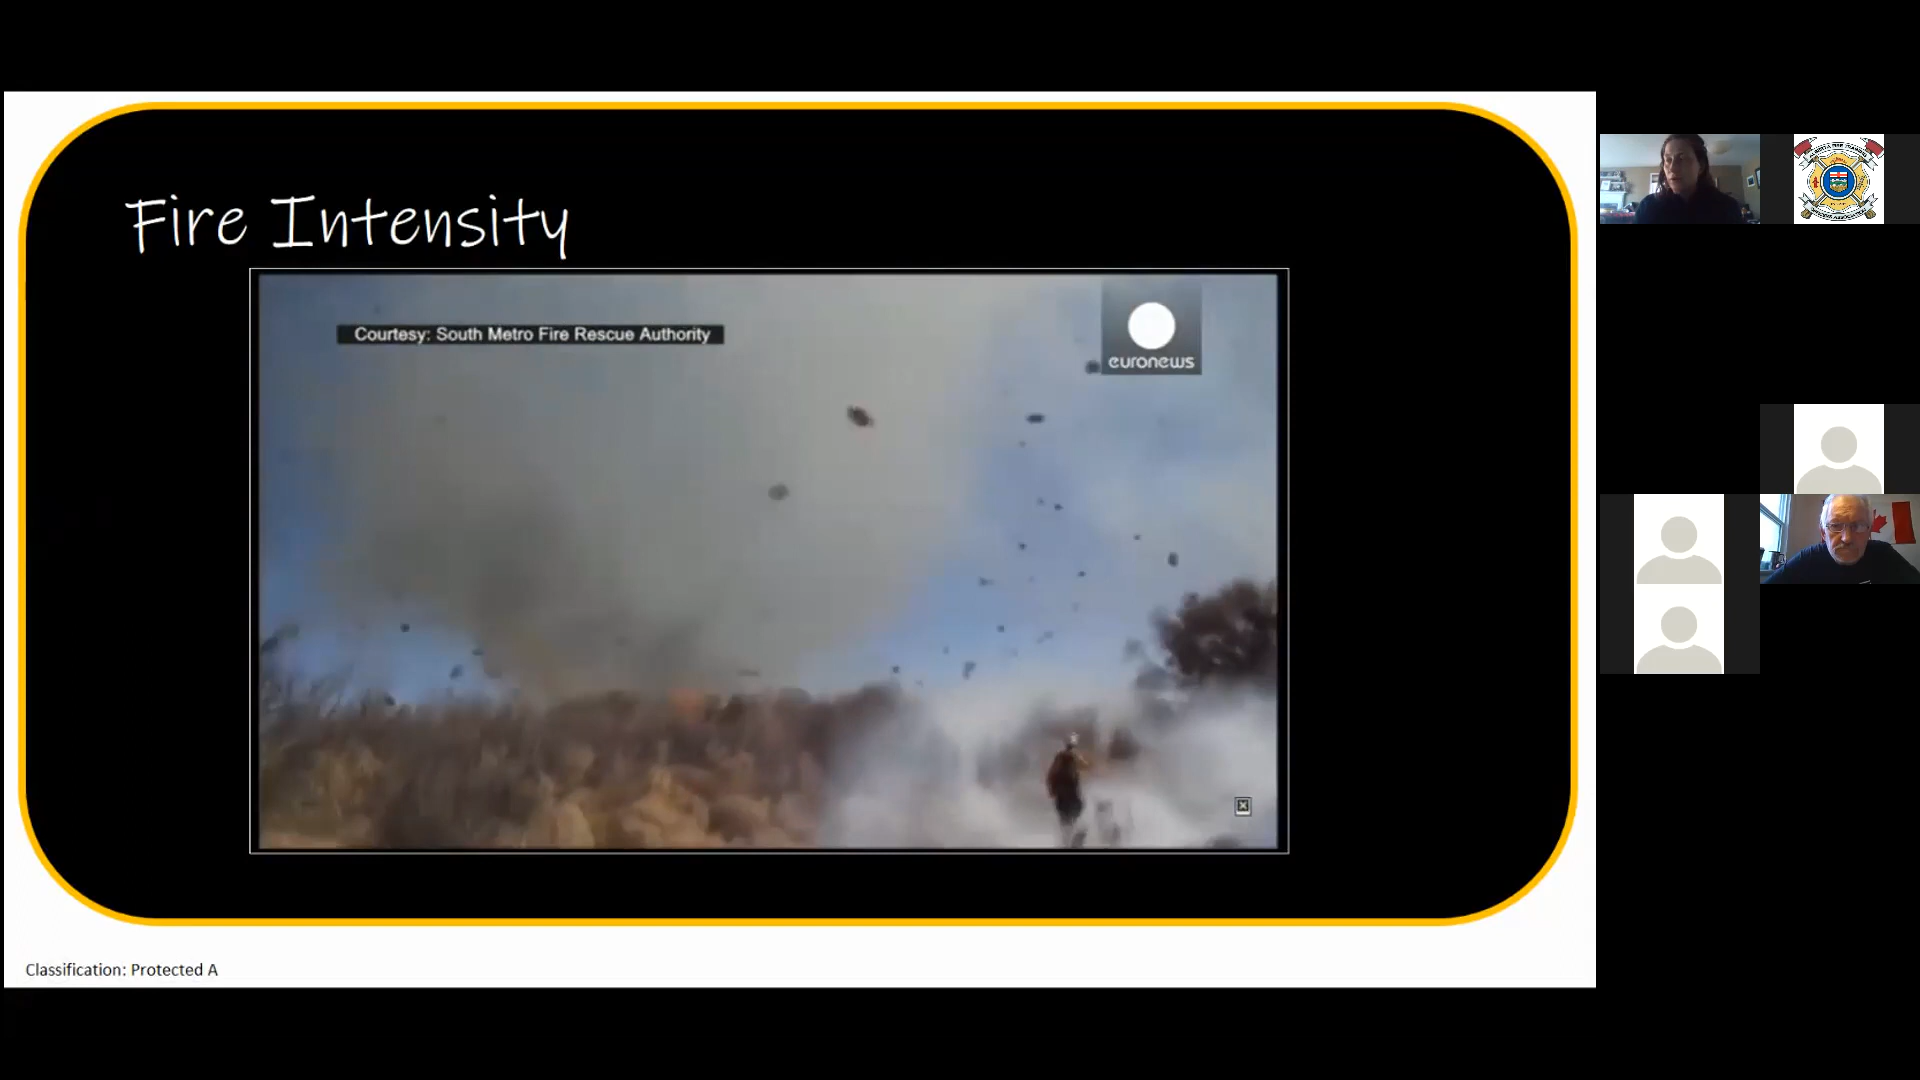 Fire Intensity
Courtesy: South Metro Fire Rescue Authority
euronews
Classification: Protected A